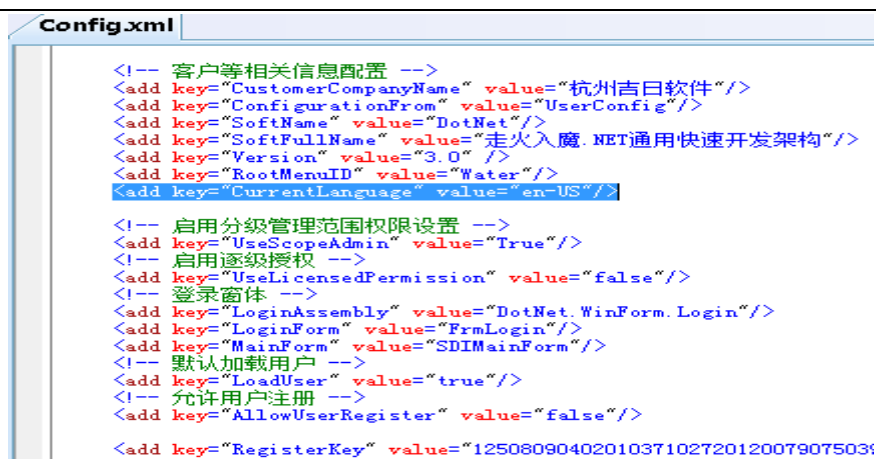 Config.xml
<!-- 客户等相关信息配置 -->
<add key="CustomerCompanyName" value="杭州吉日软件"/>
<add key="ConfigurationFrom" value="UserConfig"/>
<add key="SoftName" value="DotNet"/>
<add key="SoftFullName" value="走火入魔.NET通用快速开发架构"/>
<add key="Version" value="3.0" />
<add key="RootMenuID" value="Water"/>
<add key="CurrentLanguage" value="en-US"/>
<!-- 启用分级管理范围权限设置 -->
<add key="UseScopeAdmin" value="True"/>
<!-- 启用逐级授权 -->
<add key="UseLicensedPermission" value="false"/>
<!-- 登录窗体 -->
<add key="LoginAssembly" value="DotNet.WinForm.Login"/>
<add key="LoginForm" value="FrmLogin"/>
<add key="MainForm" value="SDIMainForm"/>
<!-- 默认加载用户 -->
<add key="LoadUser" value="true"/>
<!-- 允许用户注册 -->
<add key="AllowUserRegister" value="false"/>
<add key="RegisterKey" value="1250809040201037102720120079075039